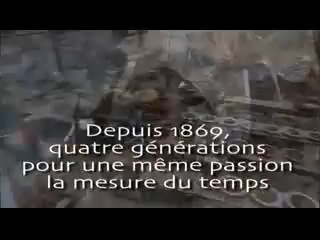 Depuis 1869,
quatre générations
pour une même passion
la mesure du temps